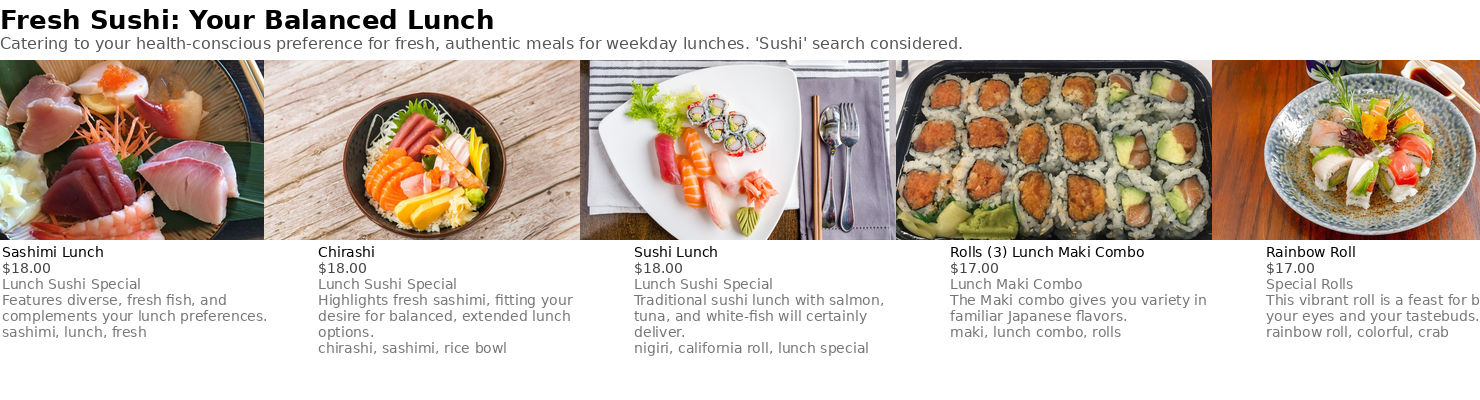 Fresh Sushi: Your Balanced Lunch
Catering to your health-conscious preference for fresh, authentic meals for weekday lunches. 'Sushi' search considered.
Sashimi Lunch
$18.00
Lunch Sushi Special
Features diverse, fresh fish, and
complements your lunch preferences.
sashimi, lunch, fresh
Chirashi
$18.00
Lunch Sushi Special
Highlights fresh sashimi, fitting your
desire for balanced, extended lunch
options.
chirashi, sashimi, rice bowl
Sushi Lunch
$18.00
Lunch Sushi Special
Traditional sushi lunch with salmon,
tuna, and white-fish will certainly
deliver.
nigiri, california roll, lunch special
Rolls (3) Lunch Maki Combo
$17.00
Lunch Maki Combo
The Maki combo gives you variety in
familiar Japanese flavors.
maki, lunch combo, rolls
Rainbow Roll
$17.00
Special Rolls
This vibrant roll is a feast for
your eyes and your tastebuds.
rainbow roll, colorful, crab